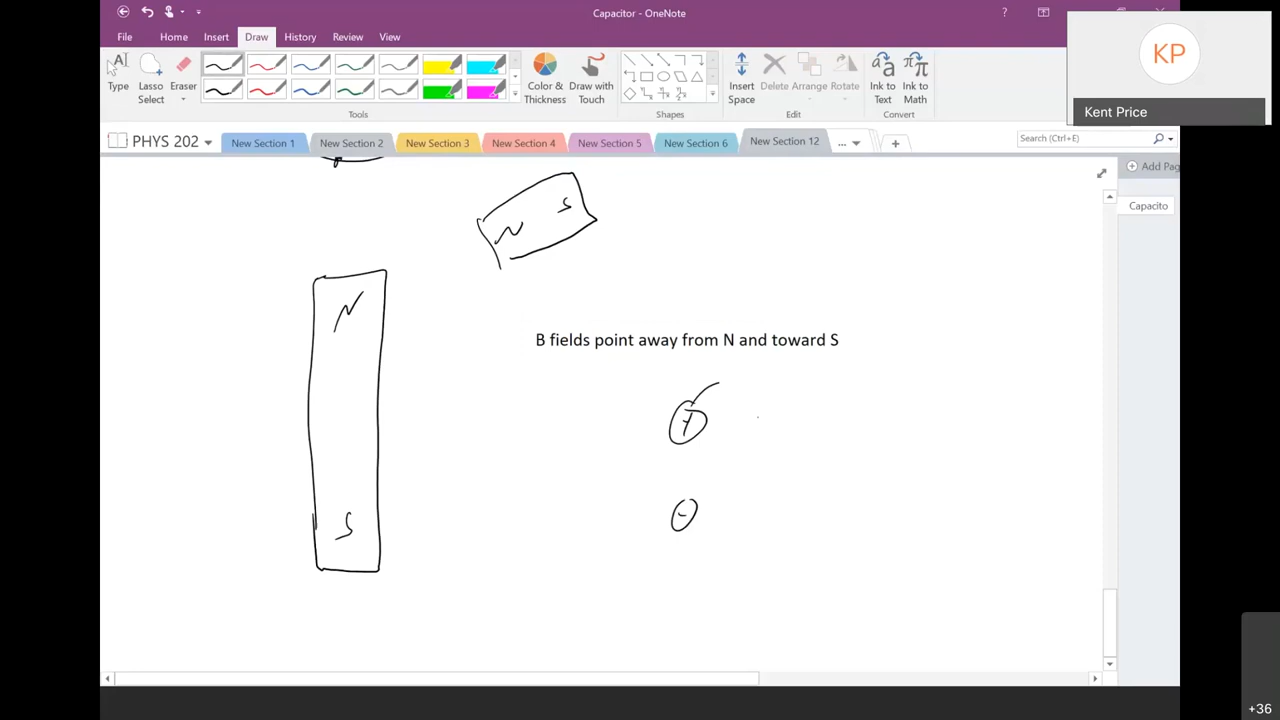 Capacitor - OneNote
?
KP
Kent Price
File Home Insert Draw History Review View
Type Lasso Select Eraser Color & Thickness Draw with Touch Insert Space Delete Arrange Rotate Ink to Text Ink to Math
Tools Shapes Edit Convert
PHYS 202 New Section 1 New Section 2 New Section 3 New Section 4 New Section 5 New Section 6 New Section 12 ... + Search (Ctrl+E)
Add Pag
Capacito
N S
N
B fields point away from N and toward S
+
-
S
+36